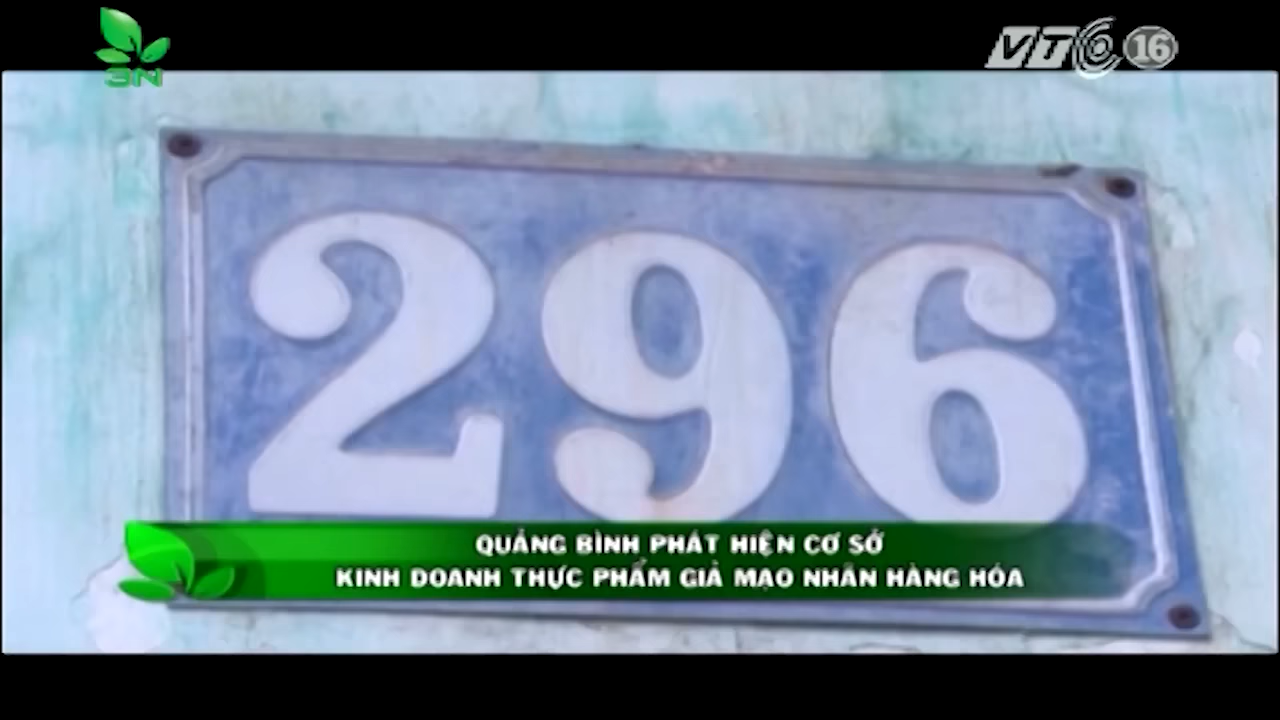 3N
VTC 16
296
QUẢNG BÌNH PHÁT HIỆN CƠ SỞ
KINH DOANH THỰC PHẨM GIẢ MẠO NHÃN HÀNG HÓA